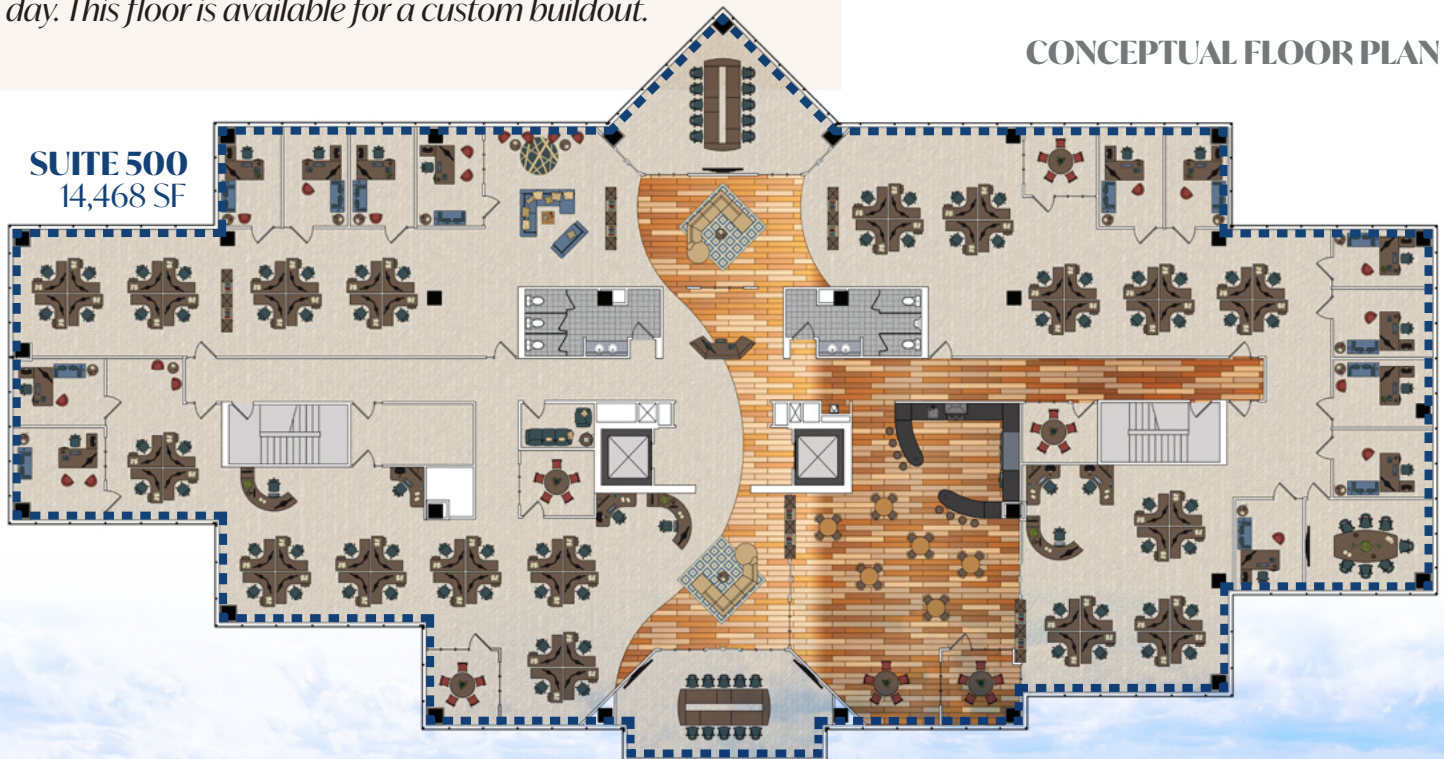 day. This floor is available for a custom buildout.
CONCEPTUAL FLOOR PLAN
SUITE 500
14,468 SF